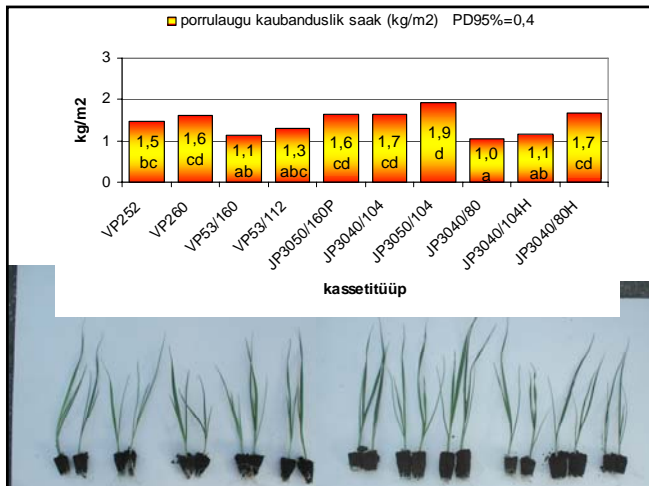 porrulaugu kaubanduslik saak (kg/m2) PD95%=0,4
kg/m2
3
2
1
0
1,5 bc
1,6 cd
1,1 ab
1,3 abc
1,6 cd
1,7 cd
1,9 d
1,0 a
1,1 ab
1,7 cd
VP252
VP260
VP53/160
VP53/112
JP3050/160P
JP3040/104
JP3050/104
JP3040/80
JP3040/104H
JP3040/80H
kassetitüüp